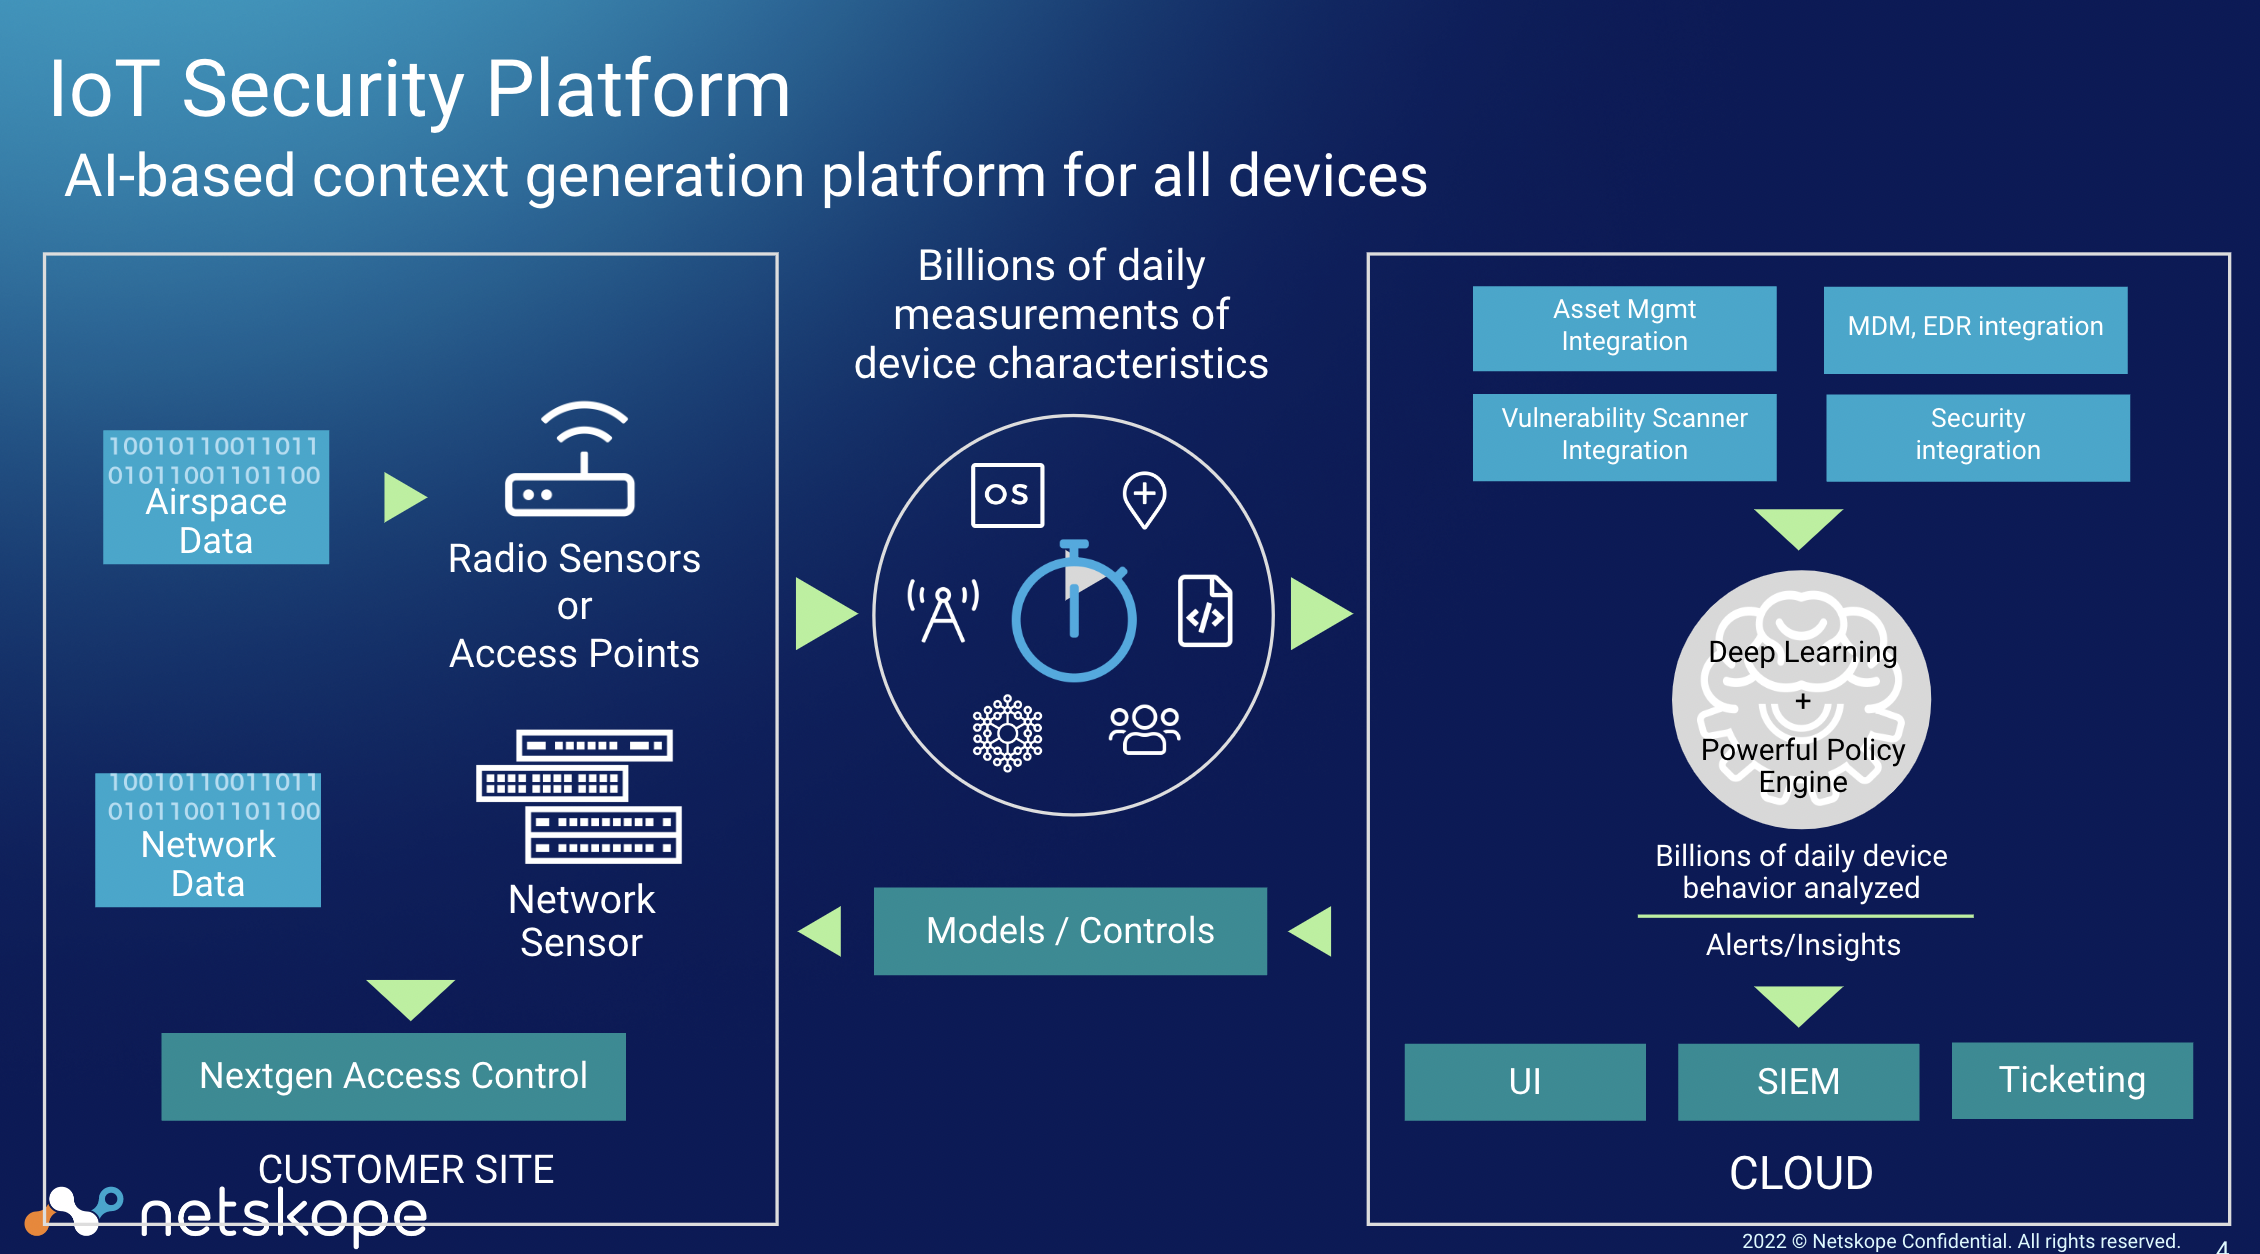 IoT Security Platform
AI-based context generation platform for all devices
10010110011011
01011001101100
Airspace
Data
Radio Sensors
or
Access Points
10010110011011
01011001101100
Network
Data
Network
Sensor
Nextgen Access Control
CUSTOMER SITE
Billions of daily
measurements of
device characteristics
OS
Models / Controls
Asset Mgmt
Integration
MDM, EDR integration
Vulnerability Scanner
Integration
Security
integration
Deep Learning
+
Powerful Policy
Engine
Billions of daily device
behavior analyzed
Alerts/Insights
UI
SIEM
Ticketing
CLOUD
netskope
2022 © Netskope Confidential. All rights reserved.
4